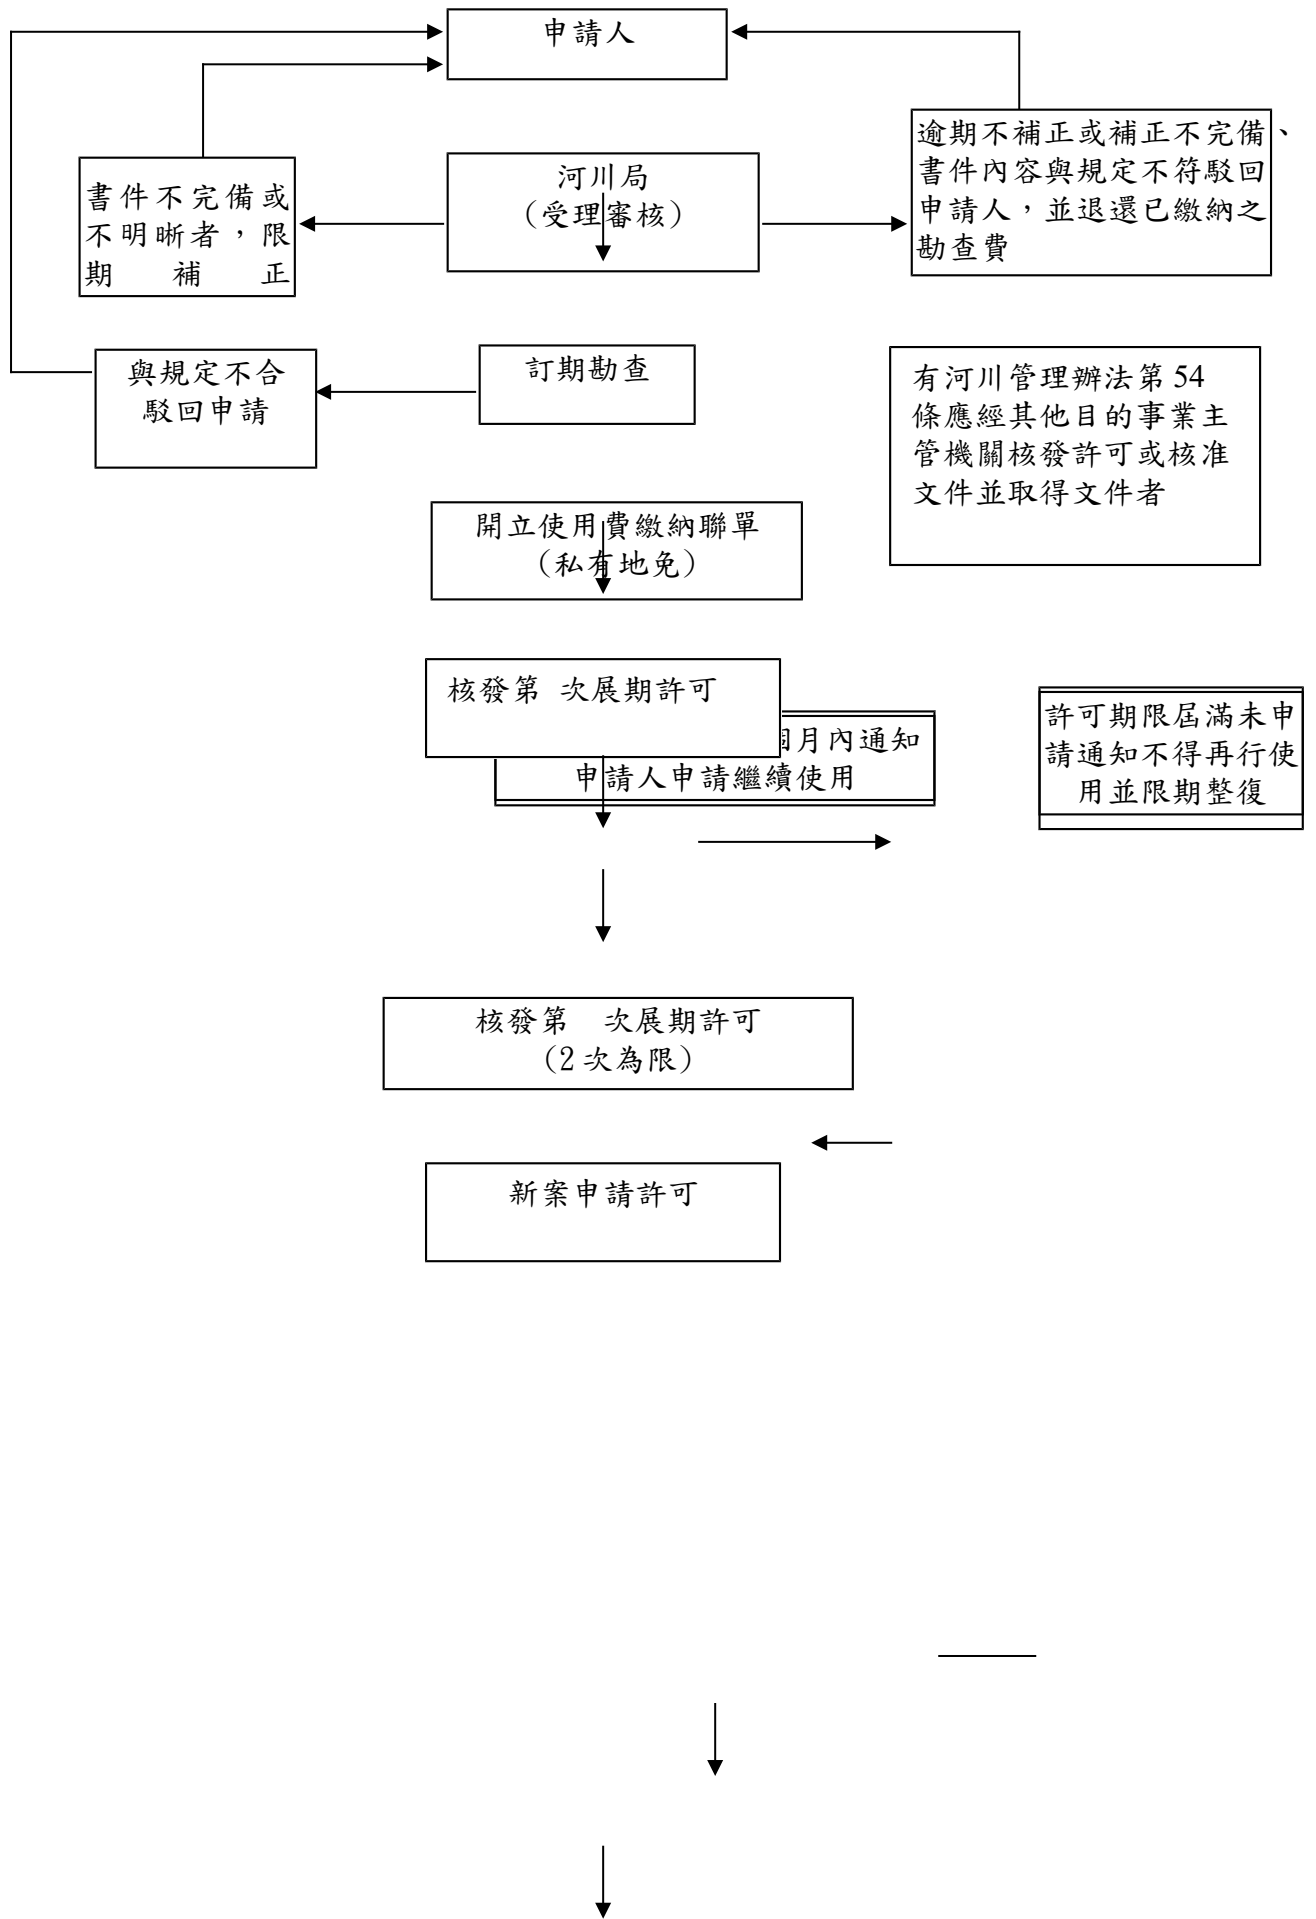 申請人
逾期不補正或補正不完備、
書件內容與規定不符駁回
申請人，並退還已繳納之
勘查費
河川局
（受理審核）
書件不完備或
不明晰者，限
期 補 正
與規定不合
駁回申請
訂期勘查
有河川管理辦法第 54
條應經其他目的事業主
管機關核發許可或核准
文件並取得文件者
開立使用費繳納聯單
（私有地免）
核發第 次展期許可
月內通知
申請人申請繼續使用
許可期限屆滿未申
請通知不得再行使
用並限期整復
核發第　次展期許可
（2 次為限）
新案申請許可